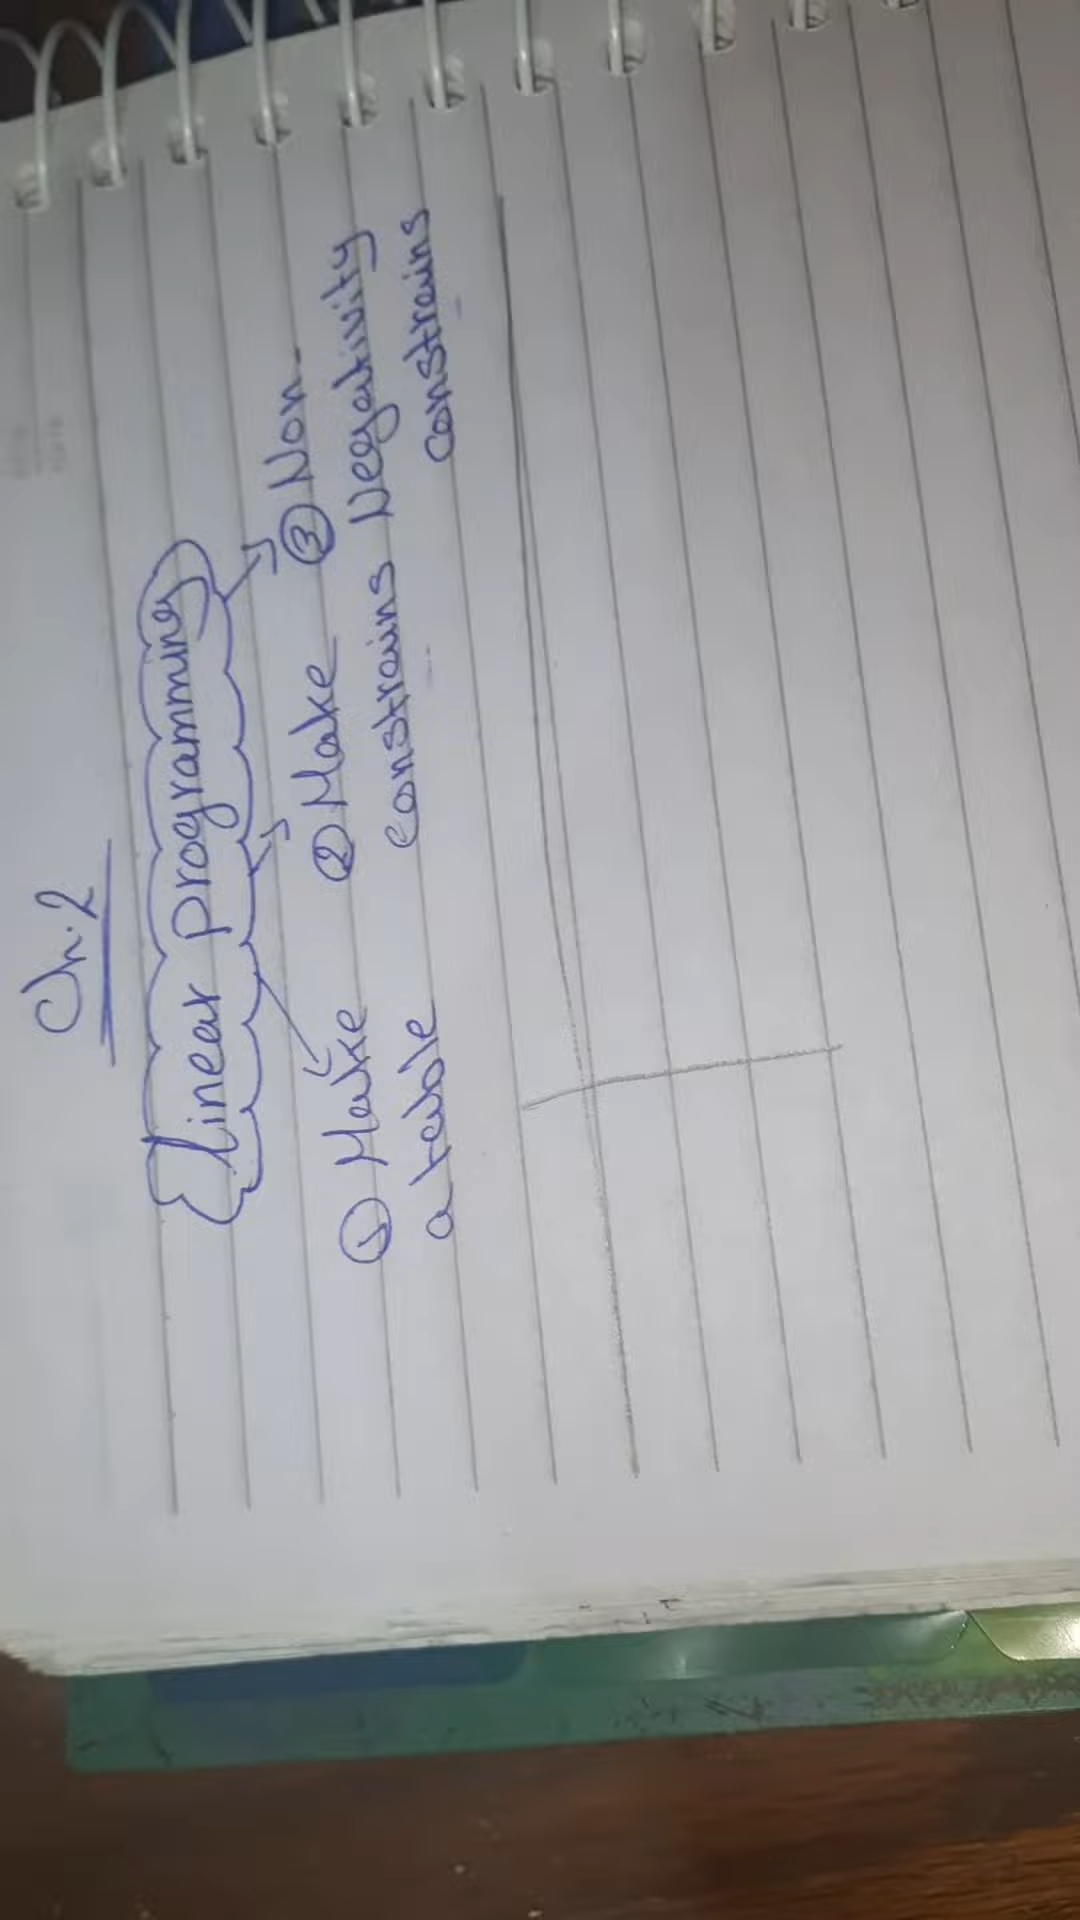 Ch. 2
linear programming
① Make ② Make ③ Non-
a table constrains Negativity
constrains